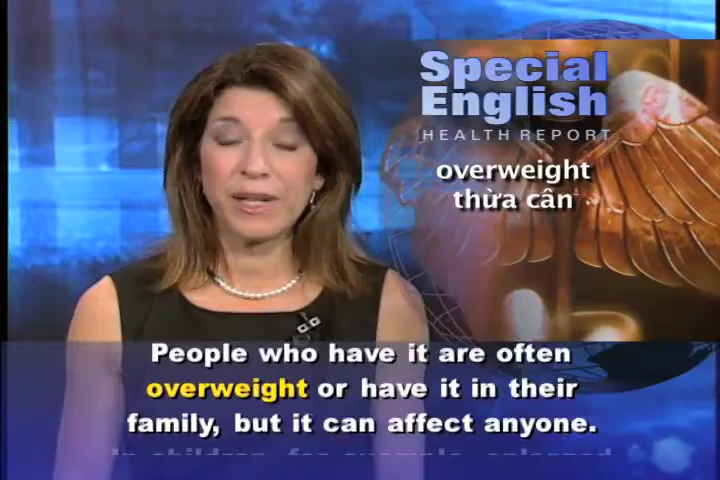 Special
English
HEALTH REPORT
overweight
thừa cân
People who have it are often
overweight or have it in their
family, but it can affect anyone.